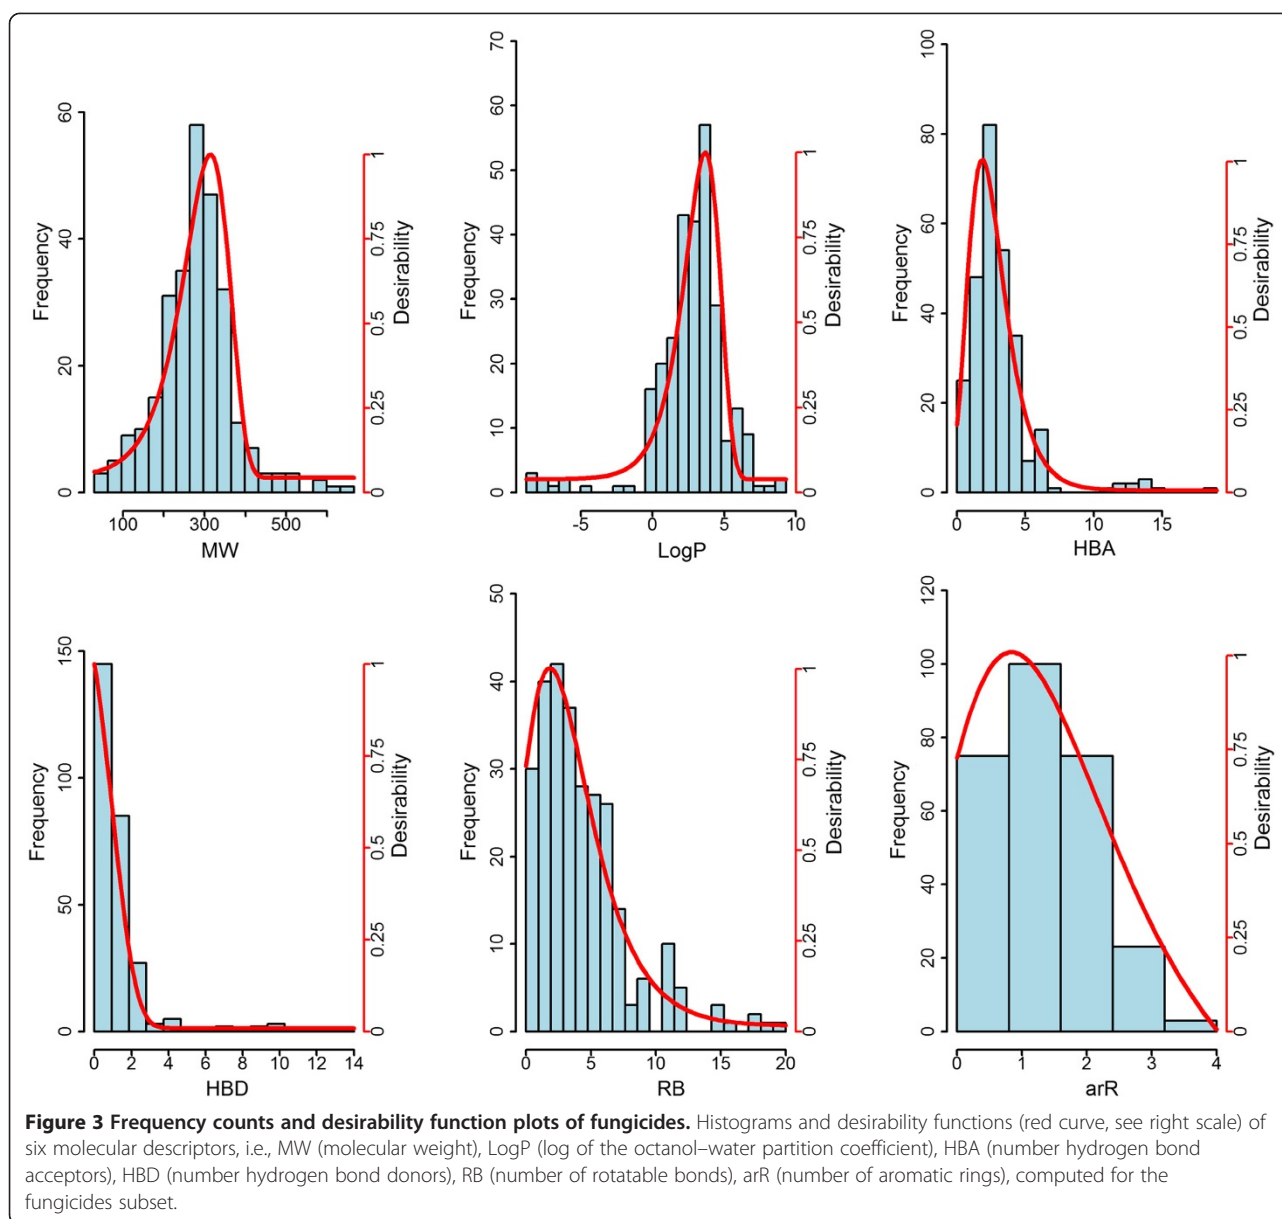 70
60
50
40
30
20
10
0
Frequency
-5 0 5 10
LogP
0 0.25 0.5 0.75 1
Desirability
60
40
20
0
Frequency
100 300 500
MW
0 0.25 0.5 0.75 1
Desirability
100
80
60
40
20
0
Frequency
0 5 10 15
HBA
0 0.25 0.5 0.75 1
Desirability
150
100
50
0
Frequency
0 2 4 6 8 10 12 14
HBD
0 0.25 0.5 0.75 1
Desirability
50
40
30
20
10
0
Frequency
0 5 10 15 20
RB
0 0.25 0.5 0.75 1
Desirability
120
100
80
60
40
20
0
Frequency
0 1 2 3 4
arR
0 0.25 0.5 0.75 1
Desirability
Figure 3 Frequency counts and desirability function plots of fungicides. Histograms and desirability functions (red curve, see right scale) of
six molecular descriptors, i.e., MW (molecular weight), LogP (log of the octanol–water partition coefficient), HBA (number hydrogen bond
acceptors), HBD (number hydrogen bond donors), RB (number of rotatable bonds), arR (number of aromatic rings), computed for the
fungicides subset.